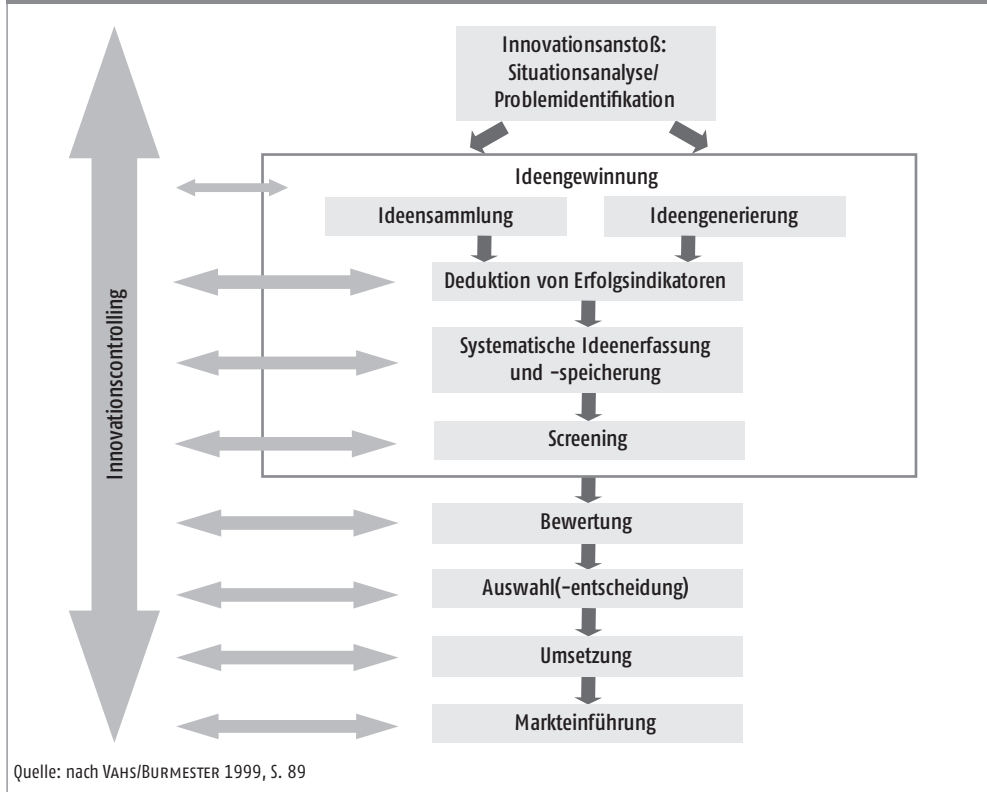 Innovationsanstoß:
Situationsanalyse/
Problemidentifikation
Ideengewinnung
Ideensammlung
Ideengenerierung
Deduktion von Erfolgsindikatoren
Systematische Ideenerfassung
und -speicherung
Screening
Innovationscontrolling
Bewertung
Auswahl(-entscheidung)
Umsetzung
Markteinführung
Quelle: nach VAHS/BURMESTER 1999, S. 89